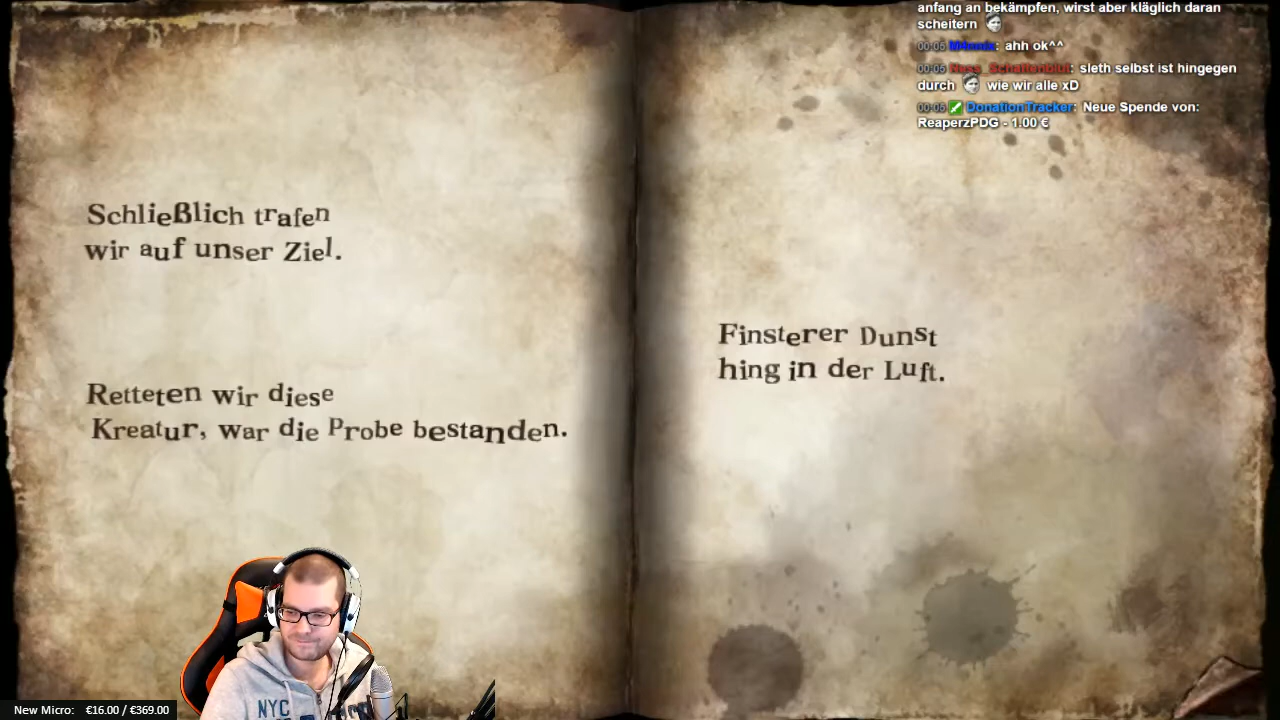 Schließlich trafen
wir auf unser Ziel.
Retteten wir diese
Kreatur, war die Probe bestanden.
Finsterer Dunst
hing in der Luft.
anfang an bekämpfen, wirst aber kläglich daran
scheitern
00:05 : ahh ok^^
00:05 Ness_Schattenblut: sleth selbst ist hingegen
durch wie wir alle xD
00:05 DonationTracker: Neue Spende von:
ReaperzPDG - 1.00 €
NYC
New Micro: €16.00 / €369.00